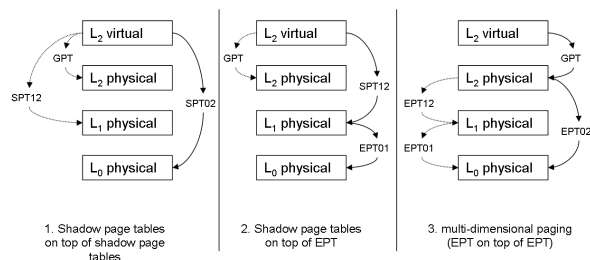 L2 virtual
GPT
L2 physical
SPT12
SPT02
L1 physical
L0 physical
1. Shadow page tables
on top of shadow page
tables
L2 virtual
GPT
L2 physical
SPT12
L1 physical
EPT01
L0 physical
2. Shadow page tables
on top of EPT
L2 virtual
GPT
L2 physical
EPT12
L1 physical
EPT02
EPT01
L0 physical
3. multi-dimensional paging
(EPT on top of EPT)